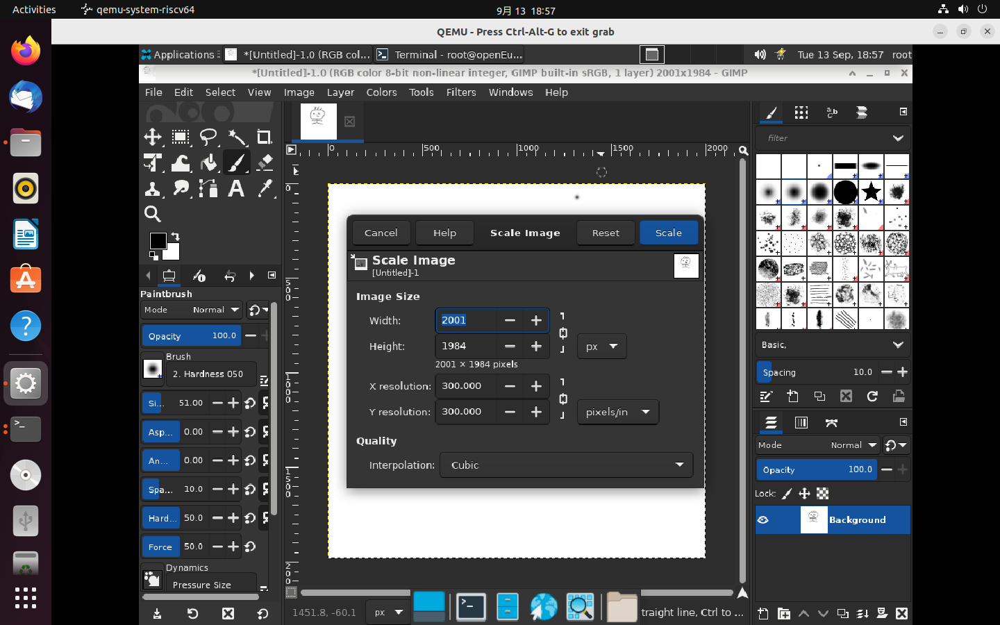 Activities
qemu-system-riscv64
9月 13 18:57
QEMU - Press Ctrl-Alt-G to exit grab
Applications
*[Untitled]-1.0 (RGB col...
Terminal - root@openEu...
Tue 13 Sep, 18:57
root
*[Untitled]-1.0 (RGB color 8-bit non-linear integer, GIMP built-in sRGB, 1 layer) 2001x1984 – GIMP
File Edit Select View Image Layer Colors Tools Filters Windows Help
0 500 1000 1500 2000
0
500
1000
1500
200
Paintbrush
Mode Normal
Opacity 100.0
Brush
2. Hardness 050
Si... 51.00
Asp... 0.00
An... 0.00
Spa... 10.0
Hard... 50.0
Force 50.0
Dynamics
Pressure Size
Cancel Help Scale Image Reset Scale
Scale Image
[Untitled]-1
Image Size
Width: 2001
Height: 1984 px
2001 × 1984 pixels
X resolution: 300.000
Y resolution: 300.000 pixels/in
Quality
Interpolation: Cubic
1451.8, -60.1 px
traight line, Ctrl to ...
filter
Basic,
Spacing 10.0
Mode Normal
Opacity 100.0
Lock:
Background